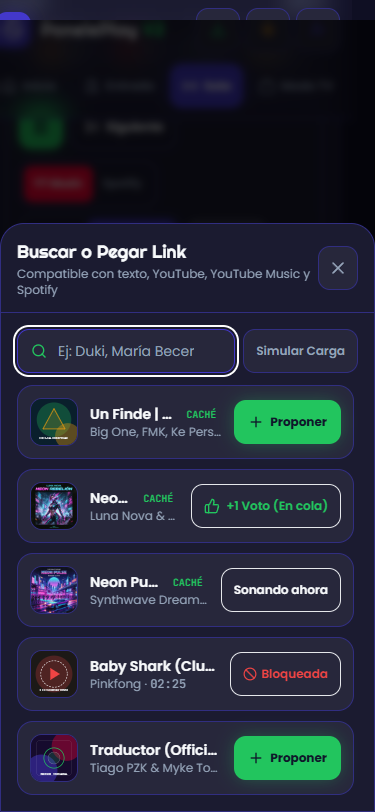 Buscar o Pegar Link
Compatible con texto, YouTube, YouTube Music y
Spotify
Ej: Duki, María Becer
Simular Carga
Un Finde | ... CACHÉ
Big One, FMK, Ke Pers...
Proponer
Neo... CACHÉ
Luna Nova & ...
+1 Voto (En cola)
Neon Pu... CACHÉ
Synthwave Dream...
Sonando ahora
Baby Shark (Clu...
Pinkfong · 02:25
Bloqueada
Traductor (Offici...
Tiago PZK & Myke To...
Proponer